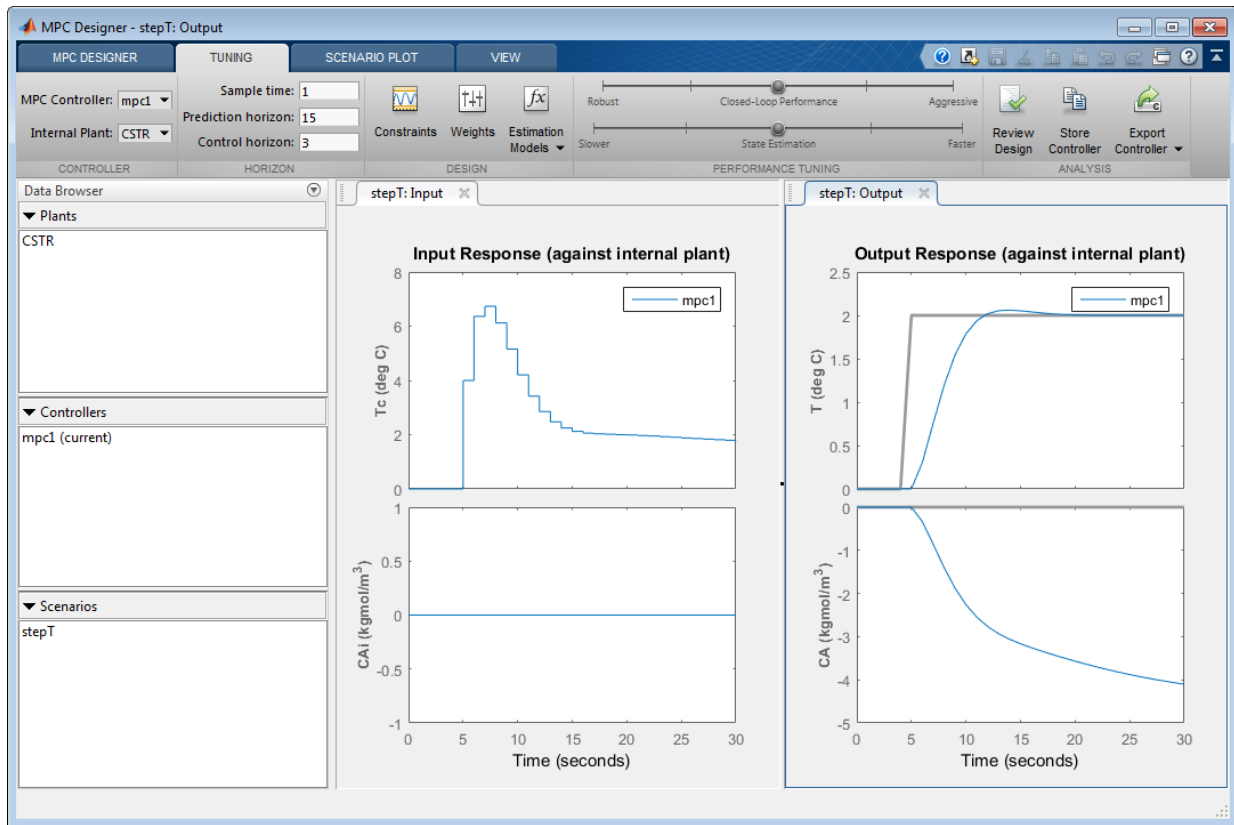 MPC Designer - stepT: Output
MPC DESIGNER TUNING SCENARIO PLOT VIEW
MPC Controller: mpc1
Internal Plant: CSTR
CONTROLLER
Sample time: 1
Prediction horizon: 15
Control horizon: 3
HORIZON
Constraints Weights Estimation Models
fx
DESIGN
Robust Closed-Loop Performance Aggressive
Slower State Estimation Faster
PERFORMANCE TUNING
Review Design Store Controller Export Controller
C
ANALYSIS
Data Browser
Plants
CSTR
Controllers
mpc1 (current)
Scenarios
stepT
stepT: Input
Input Response (against internal plant)
mpc1
Tc (deg C)
8
6
4
2
0
CAi (kgmol/m³)
1
0.5
0
-0.5
-1
0 5 10 15 20 25 30
Time (seconds)
stepT: Output
Output Response (against internal plant)
mpc1
T (deg C)
2.5
2
1.5
1
0.5
0
CA (kgmol/m³)
0
-1
-2
-3
-4
-5
0 5 10 15 20 25 30
Time (seconds)